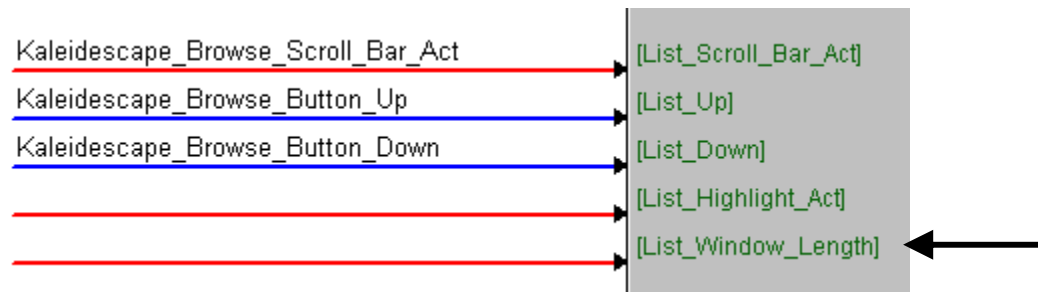 Kaleidescape_Browse_Scroll_Bar_Act [List_Scroll_Bar_Act]
Kaleidescape_Browse_Button_Up [List_Up]
Kaleidescape_Browse_Button_Down [List_Down]
[List_Highlight_Act]
[List_Window_Length]